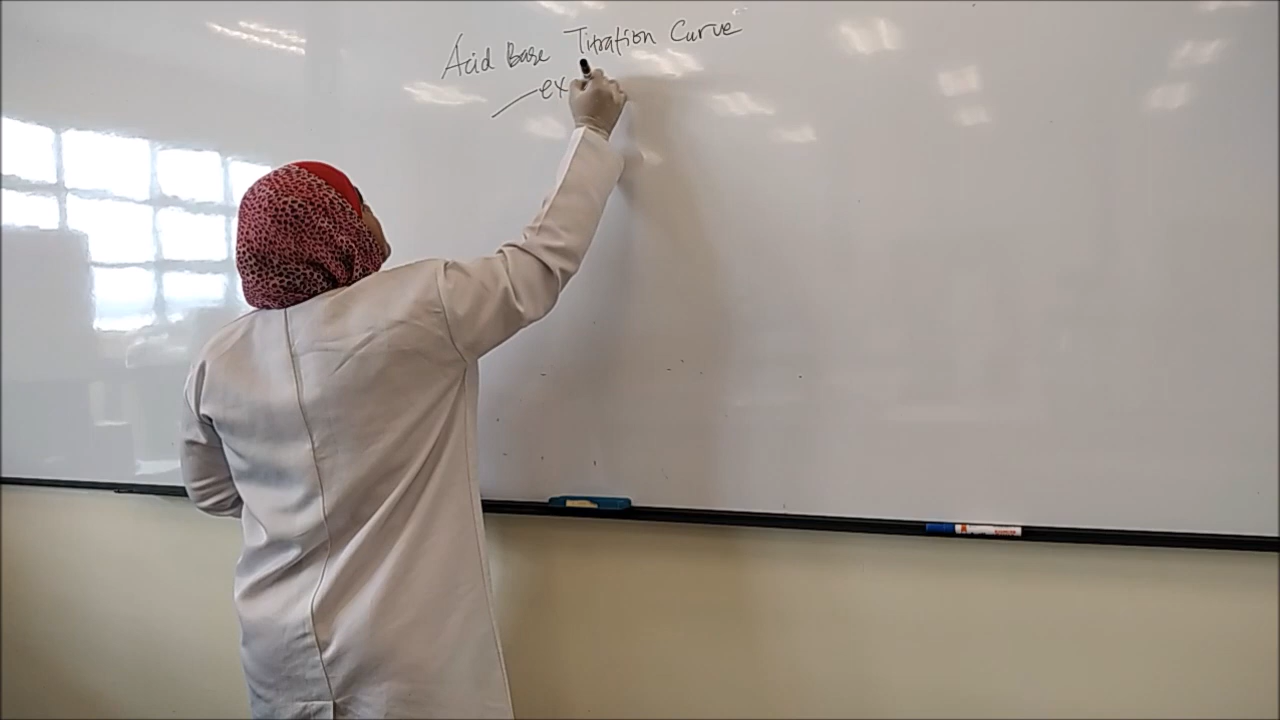 Acid Base Titration Curve
— ex